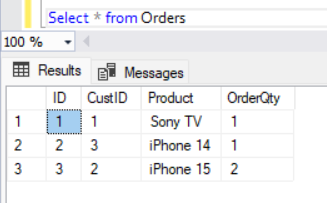 Select * from Orders
100 %
Results Messages
ID CustID Product OrderQty
1 1 1 Sony TV 1
2 2 3 iPhone 14 1
3 3 2 iPhone 15 2